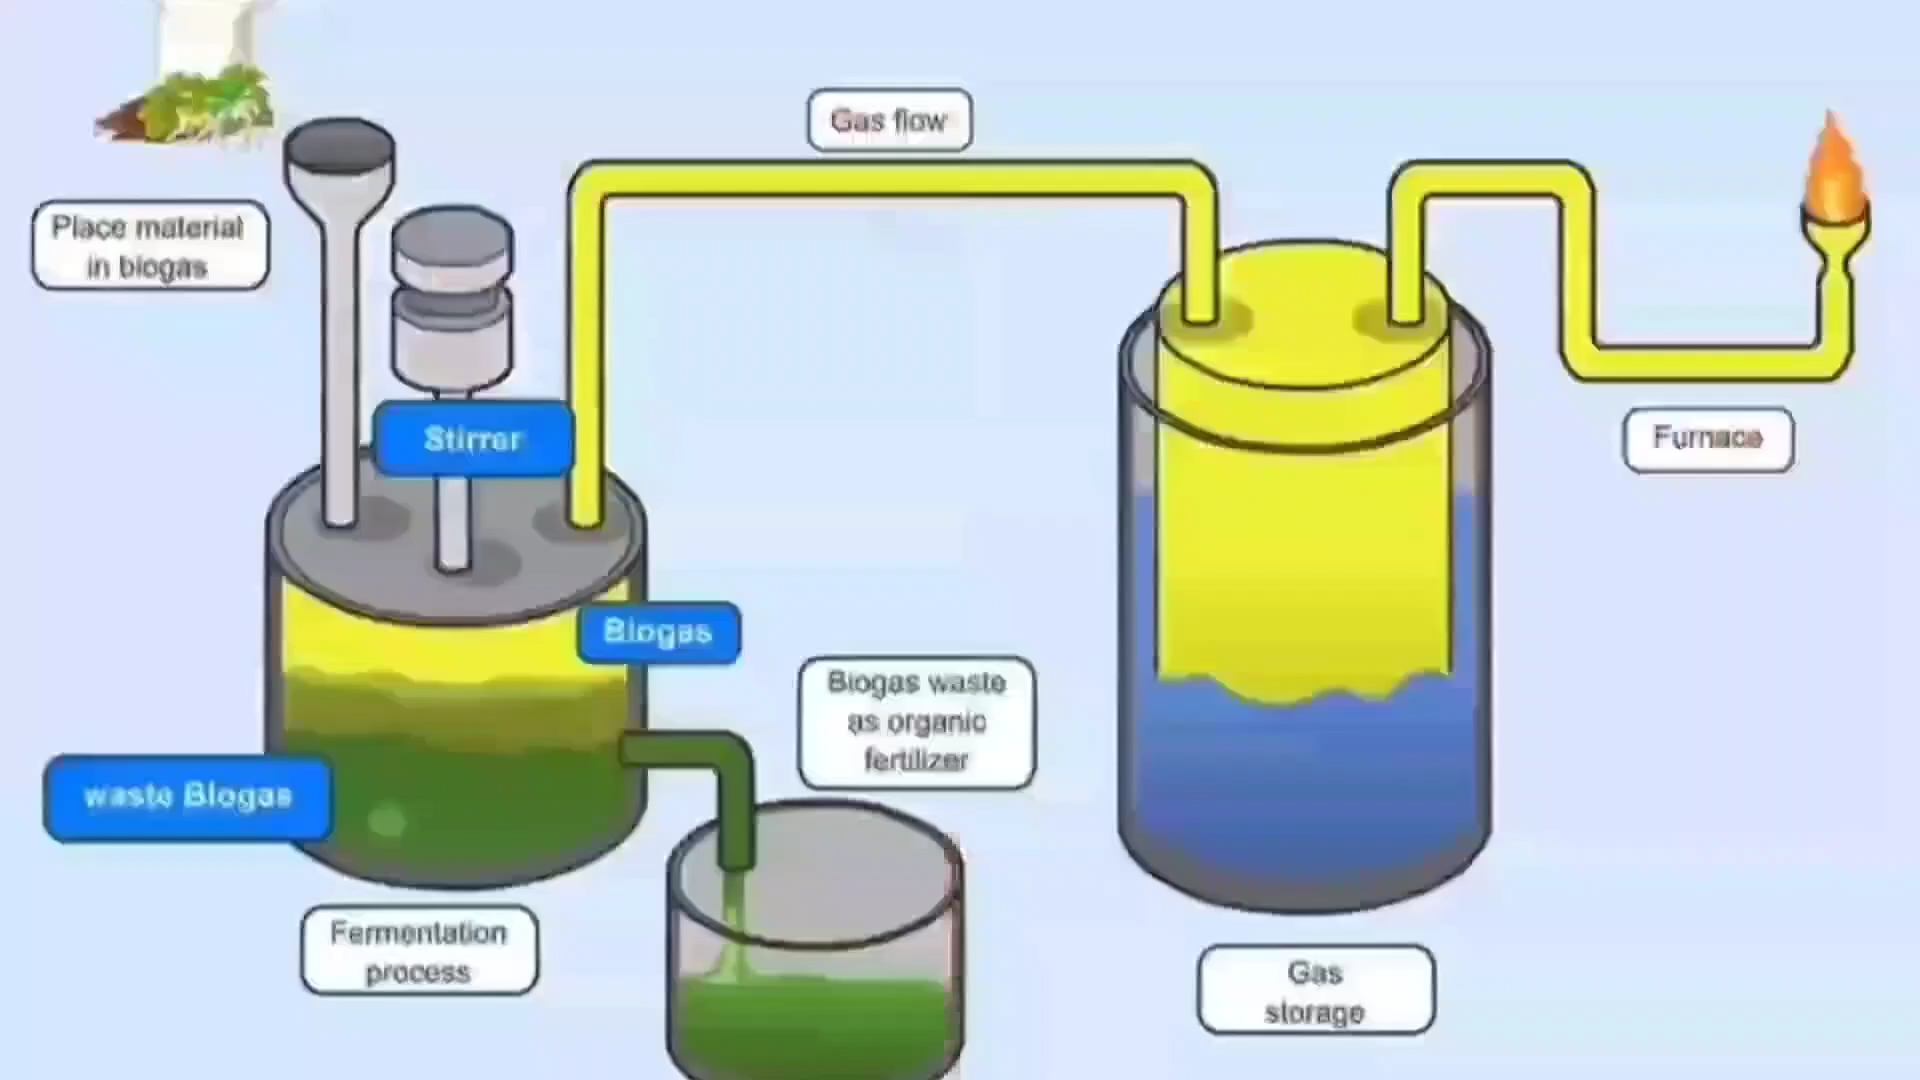 Gas flow
Place material
in biogas
Stirrer
Furnace
Biogas
Biogas waste
as organic
fertilizer
waste Biogas
Fermentation
process
Gas
storage